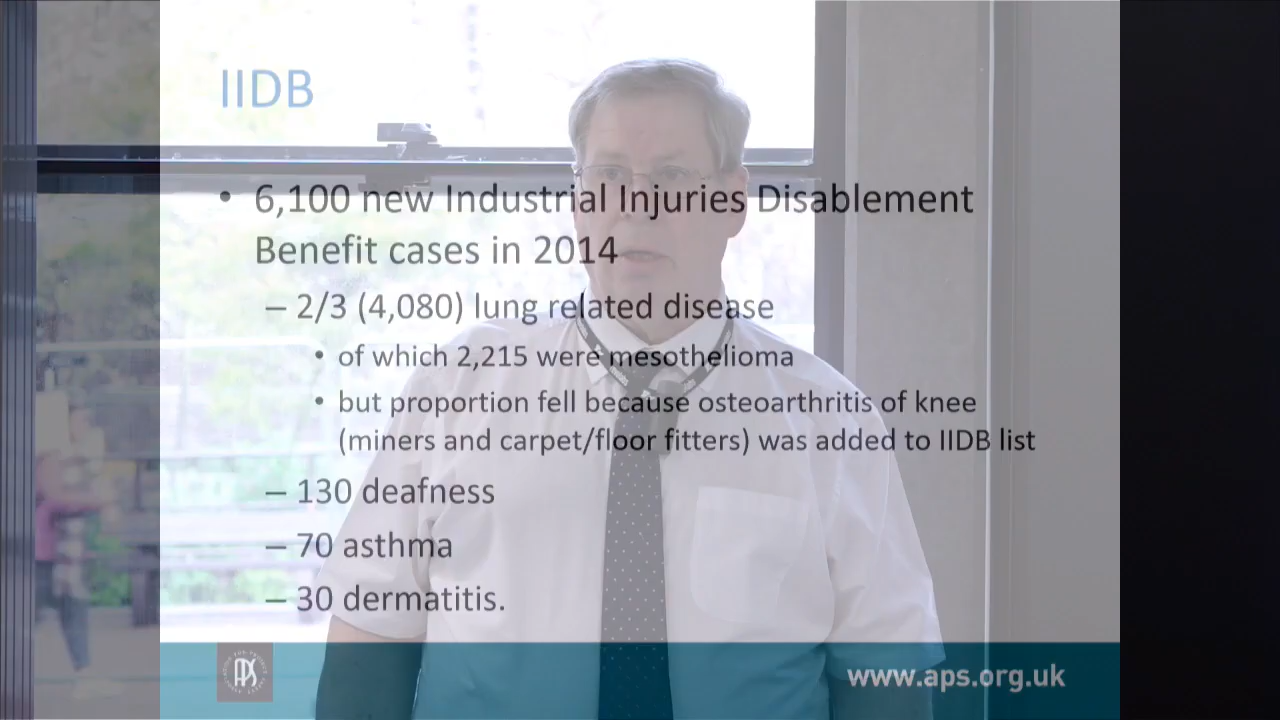 IIDB
• 6,100 new Industrial Injuries Disablement
Benefit cases in 2014
– 2/3 (4,080) lung related disease
• of which 2,215 were mesothelioma
• but proportion fell because osteoarthritis of knee
(miners and carpet/floor fitters) was added to IIDB list
– 130 deafness
– 70 asthma
– 30 dermatitis.
APS
www.aps.org.uk